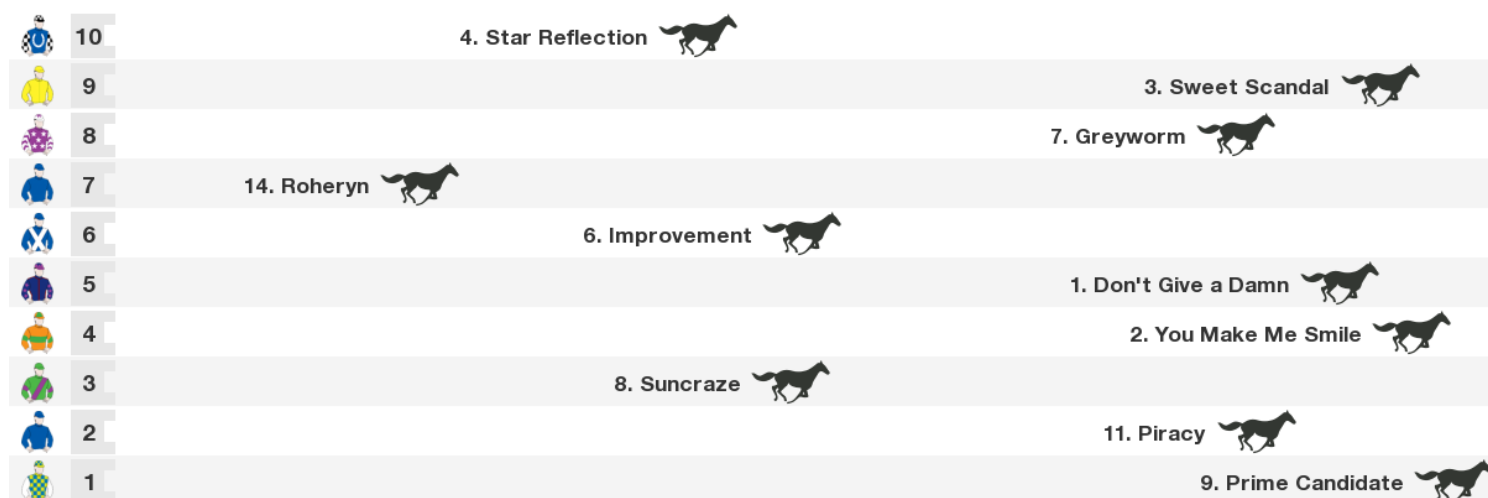 10 4. Star Reflection
9 3. Sweet Scandal
8 7. Greyworm
7 14. Roheryn
6 6. Improvement
5 1. Don't Give a Damn
4 2. You Make Me Smile
3 8. Suncraze
2 11. Piracy
1 9. Prime Candidate